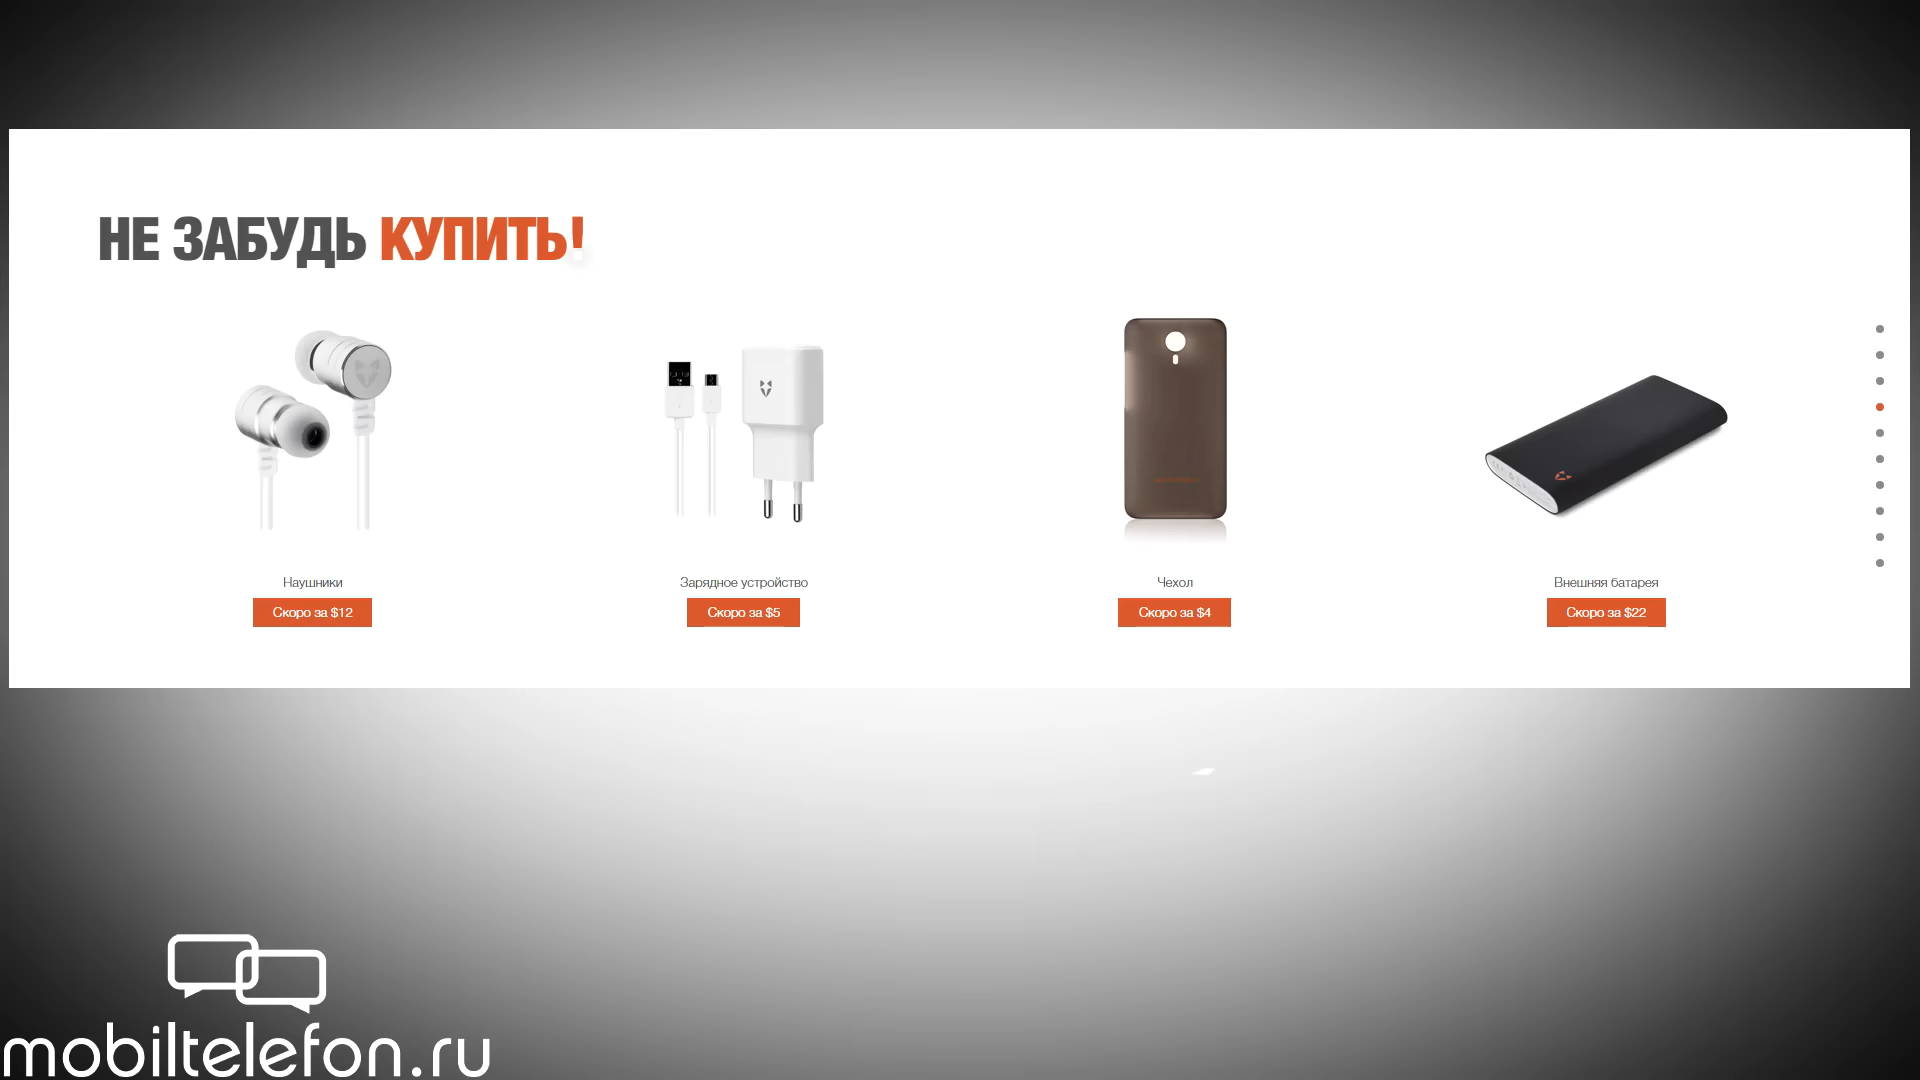 НЕ ЗАБУДЬ КУПИТЬ!
Наушники
Скоро за $12
Зарядное устройство
Скоро за $5
Чехол
Скоро за $4
Внешняя батарея
Скоро за $22
mobiltelefon.ru